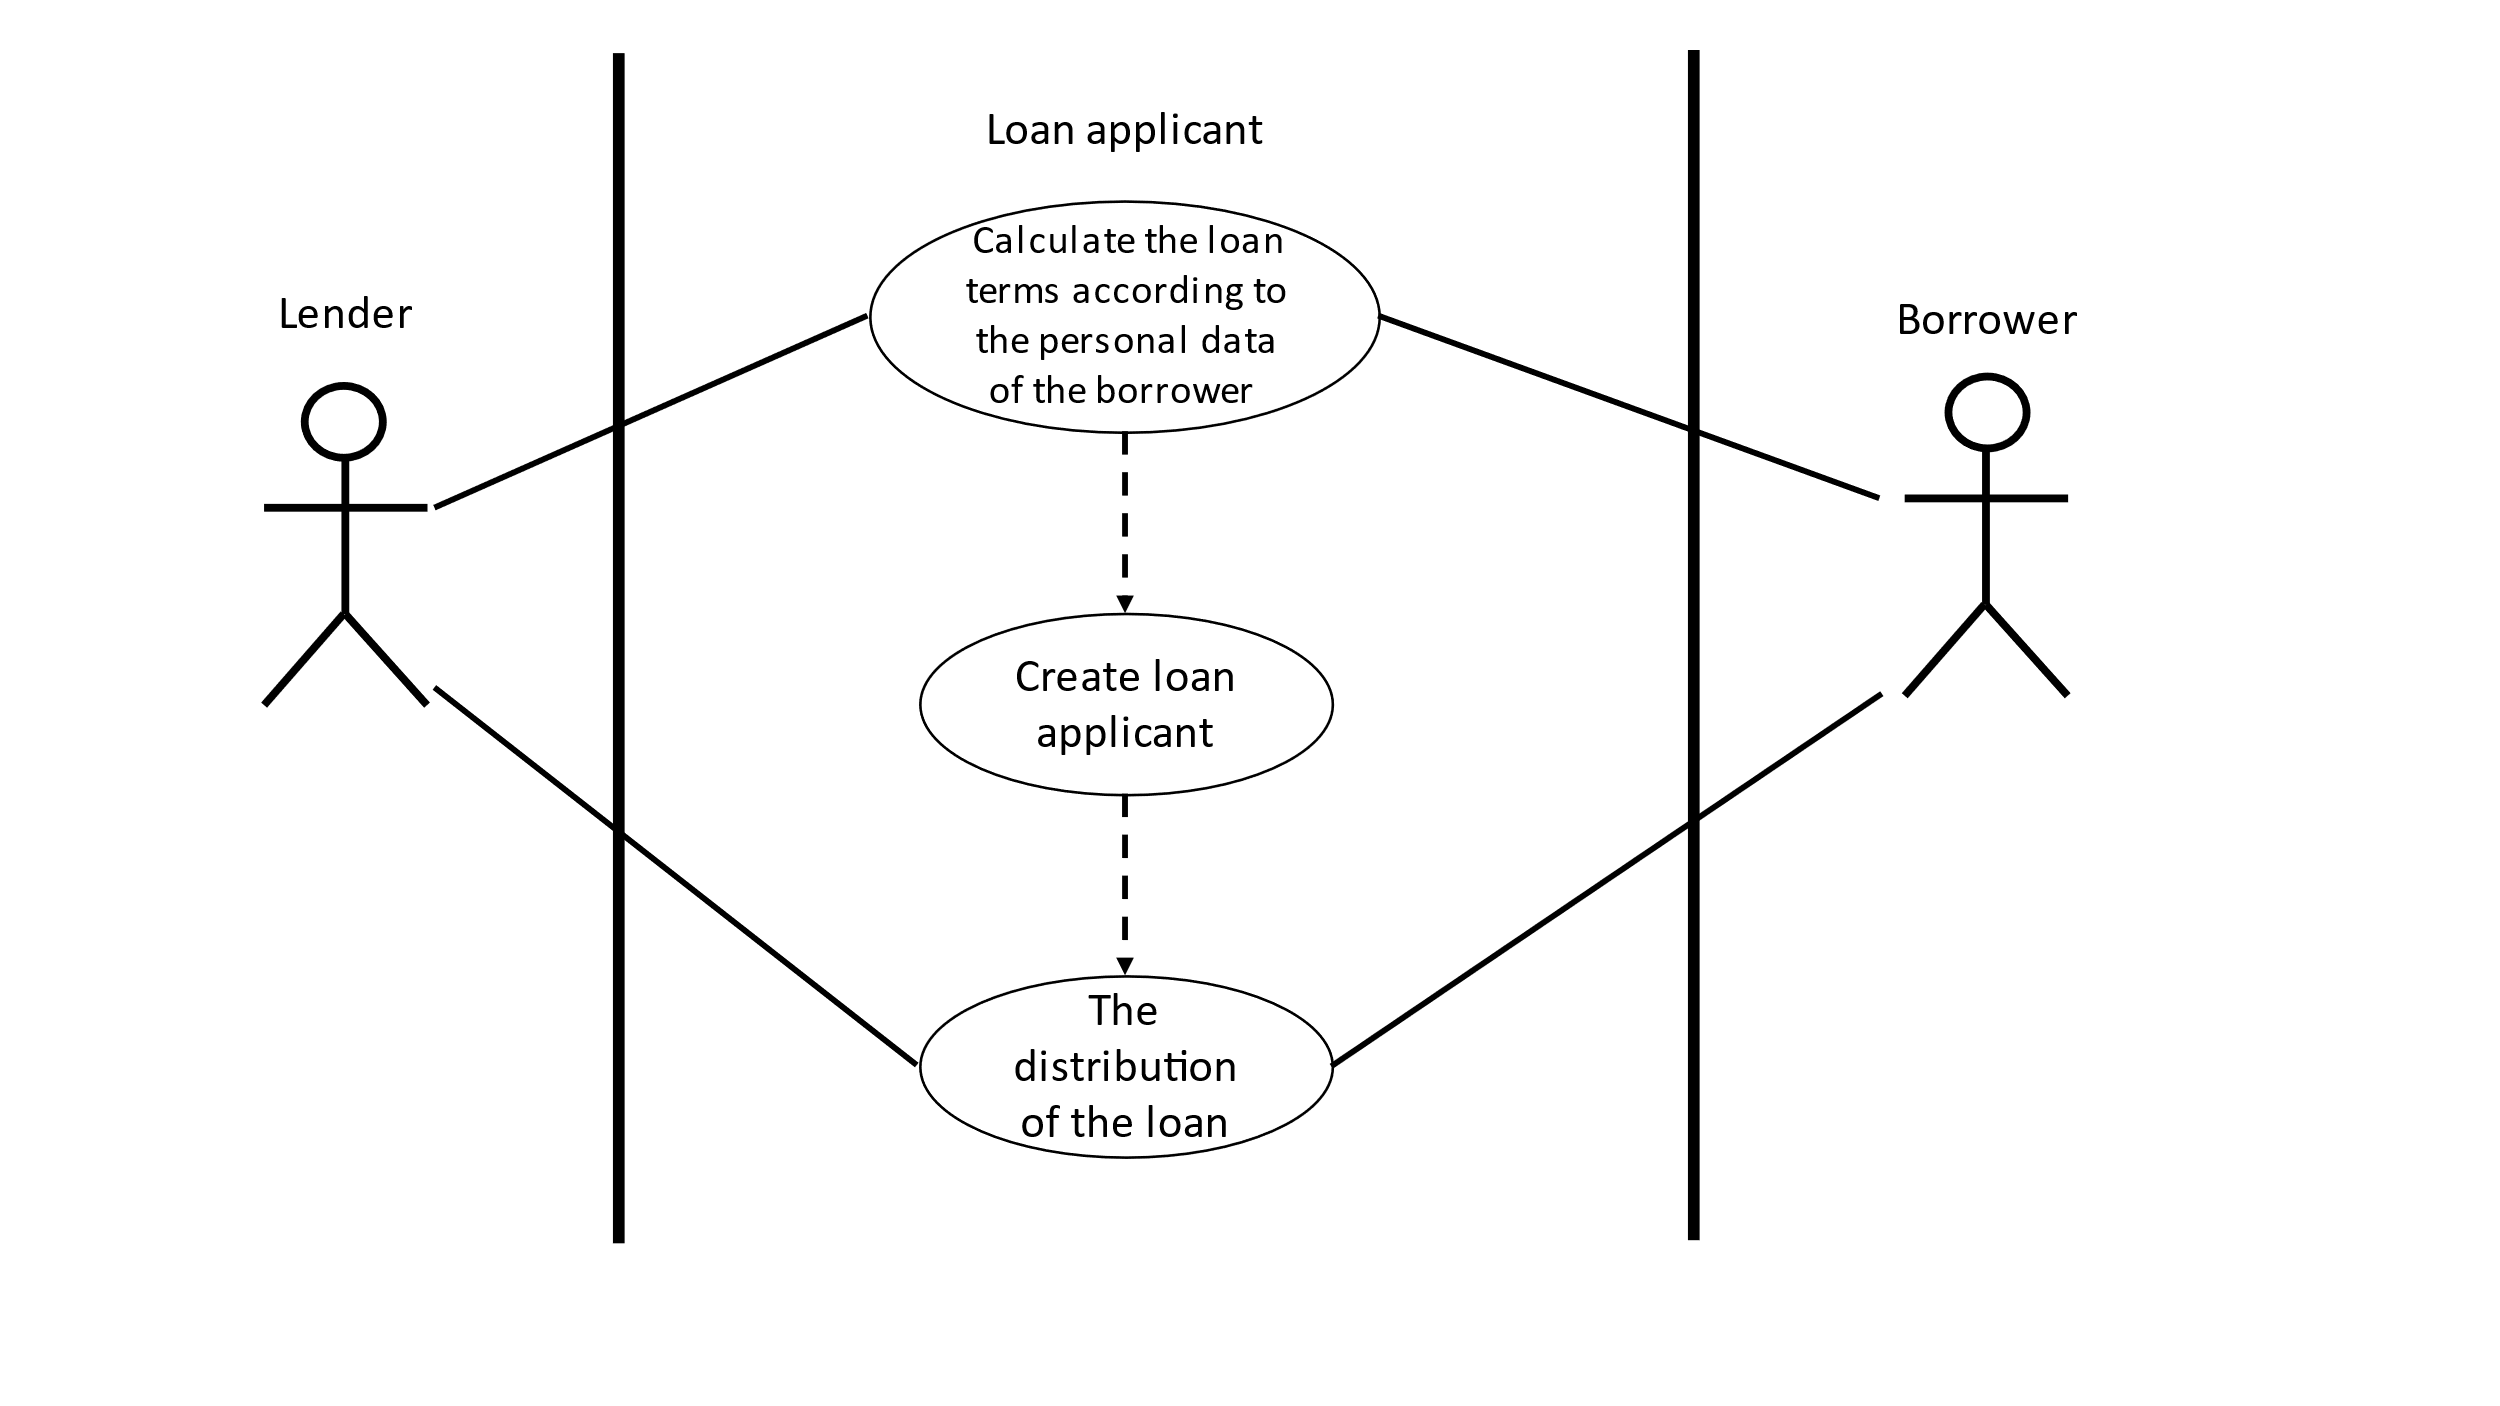 Loan applicant
Calculate the loan
terms according to
the personal data
of the borrower
Lender
Borrower
Create loan
applicant
The
distribution
of the loan